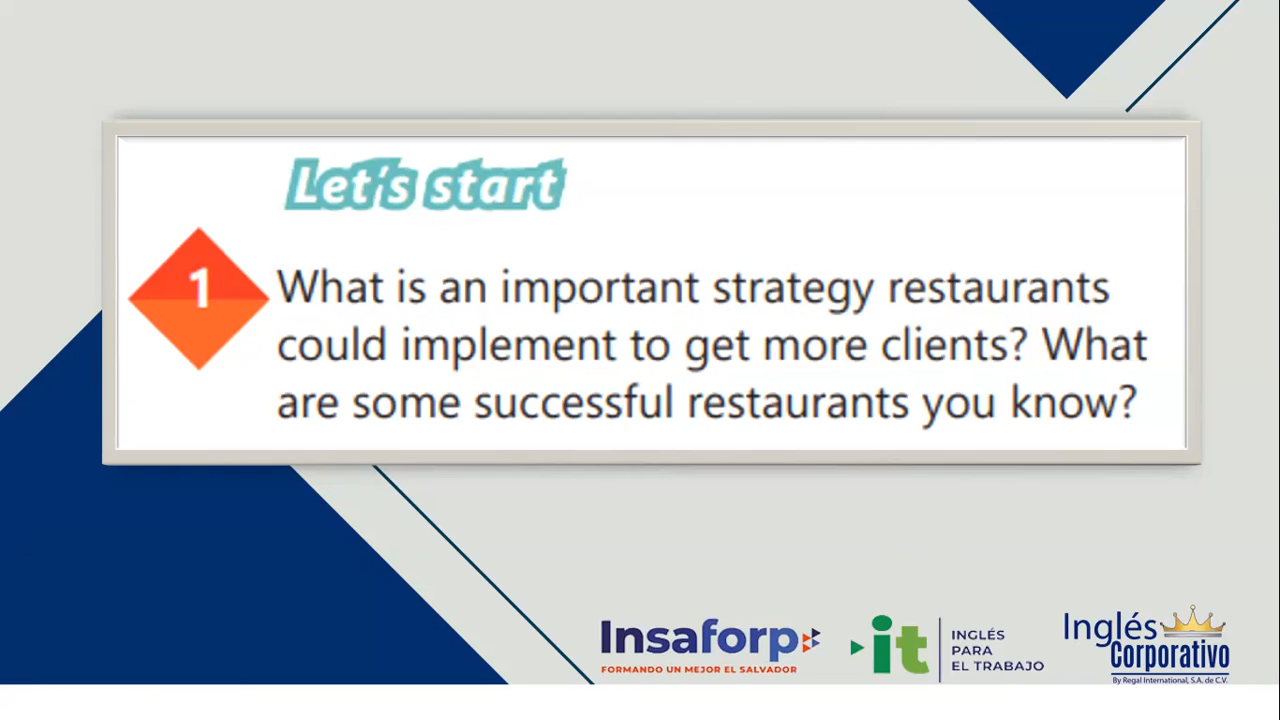 Let's start
1
What is an important strategy restaurants
could implement to get more clients? What
are some successful restaurants you know?
Insaforp
FORMANDO UN MEJOR EL SALVADOR
it
INGLÉS
PARA
EL TRABAJO
Inglés
Corporativo
By Regal International, S.A. de C.V.